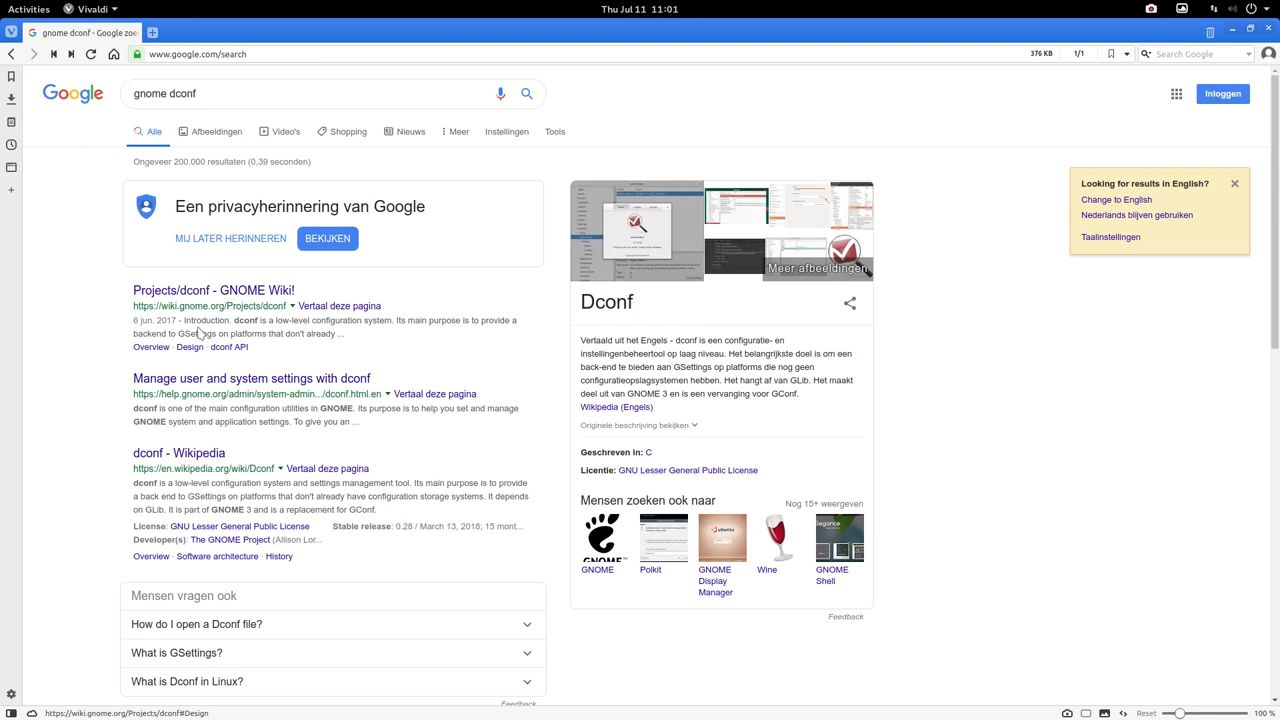 Activities
Vivaldi
Thu Jul 11 11:01
gnome dconf - Google zoe
www.google.com/search
376 KB
1/1
Search Google
Google
gnome dconf
Inloggen
Alle
Afbeeldingen
Video's
Shopping
Nieuws
Meer
Instellingen
Tools
Ongeveer 200.000 resultaten (0,39 seconden)
Een privacyherinnering van Google
MIJ LATER HERINNEREN
BEKIJKEN
Projects/dconf - GNOME Wiki!
https://wiki.gnome.org/Projects/dconf Vertaal deze pagina
6 jun. 2017 - Introduction. dconf is a low-level configuration system. Its main purpose is to provide a
backend to GSettings on platforms that don't already ...
Overview · Design · dconf API
Manage user and system settings with dconf
https://help.gnome.org/admin/system-admin.../dconf.html.en Vertaal deze pagina
dconf is one of the main configuration utilities in GNOME. Its purpose is to help you set and manage
GNOME system and application settings. To give you an ...
dconf - Wikipedia
https://en.wikipedia.org/wiki/Dconf Vertaal deze pagina
dconf is a low-level configuration system and settings management tool. Its main purpose is to provide
a back end to GSettings on platforms that don't already have configuration storage systems. It depends
on GLib. It is part of GNOME 3 and is a replacement for GConf.
License: GNU Lesser General Public License
Stable release: 0.28 / March 13, 2018; 15 mont...
Developer(s): The GNOME Project (Allison Lor...
Overview · Software architecture · History
Mensen vragen ook
How do I open a Dconf file?
What is GSettings?
What is Dconf in Linux?
Feedback
Meer afbeeldingen
Dconf
Vertaald uit het Engels - dconf is een configuratie- en
instellingenbeheertool op laag niveau. Het belangrijkste doel is om een
back-end te bieden aan GSettings op platforms die nog geen
configuratieopslagsystemen hebben. Het hangt af van GLib. Het maakt
deel uit van GNOME 3 en is een vervanging voor GConf.
Wikipedia (Engels)
Originele beschrijving bekijken
Geschreven in: C
Licentie: GNU Lesser General Public License
Mensen zoeken ook naar
Nog 15+ weergeven
GNOME
GNOME
Polkit
ubuntu
GNOME
Display
Manager
Wine
elegance
GNOME
Shell
Feedback
Looking for results in English?
Change to English
Nederlands blijven gebruiken
Taalinstellingen
https://wiki.gnome.org/Projects/dconf#Design
Reset
100 %